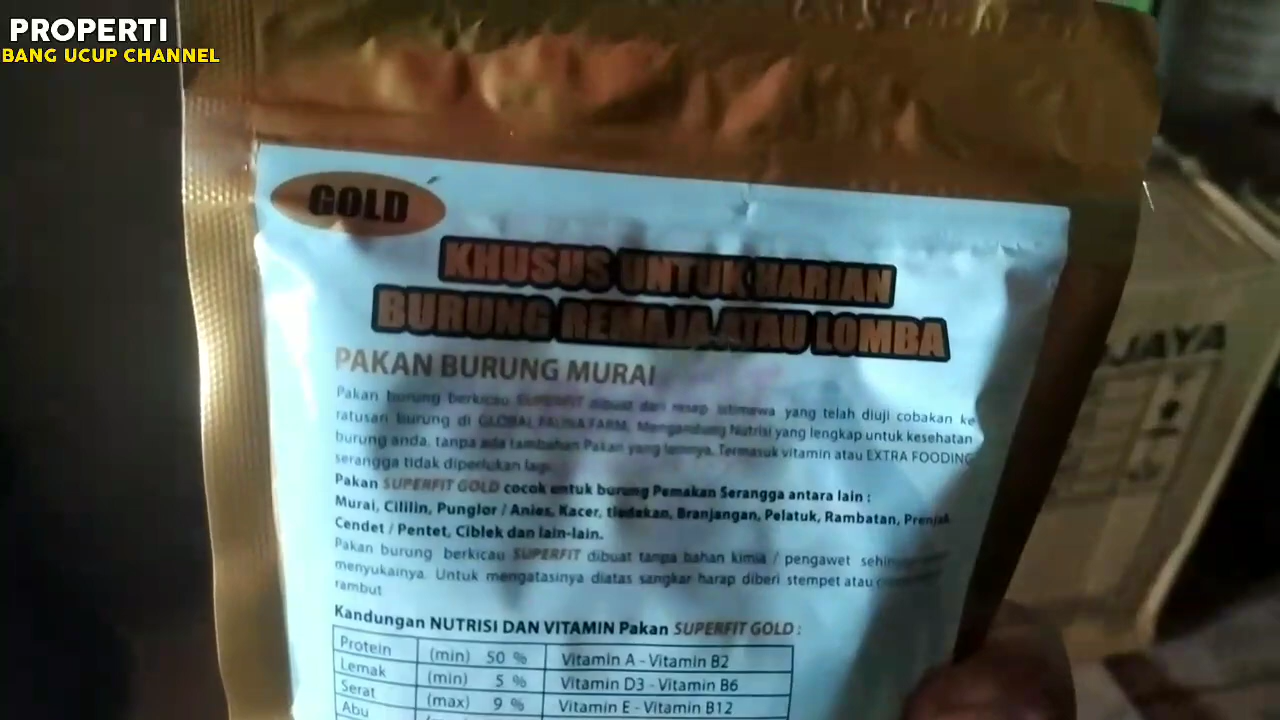 PROPERTI
BANG UCUP CHANNEL
GOLD
KHUSUS UNTUK HARIAN
BURUNG REMAJA ATAU LOMBA
PAKAN BURUNG MURAI
Pakan burung berkicau SUPERFIT dibuat dari resep istimewa yang telah diuji cobakan ke
ratusan burung di GLOBAL FAUNA FARM. Mengandung Nutrisi yang lengkap untuk kesehatan
burung anda, tanpa ada tambahan Pakan yang lainnya. Termasuk vitamin atau EXTRA FOODING
serangga tidak diperlukan lagi.
Pakan SUPERFIT GOLD cocok untuk burung Pemakan Serangga antara lain :
Murai, Cililin, Punglor / Anies, Kacer, tledekan, Branjangan, Pelatuk, Rambatan, Prenjak
Cendet / Pentet, Ciblek dan lain-lain.
Pakan burung berkicau SUPERFIT dibuat tanpa bahan kimia / pengawet
menyukainya. Untuk mengatasinya diatas sangkar harap diberi stempet atau
rambut
Kandungan NUTRISI DAN VITAMIN Pakan SUPERFIT GOLD :
Protein (min) 50 % Vitamin A - Vitamin B2
Lemak (min) 5 % Vitamin D3 - Vitamin B6
Serat (max) 9 % Vitamin E - Vitamin B12
Abu
JAYA